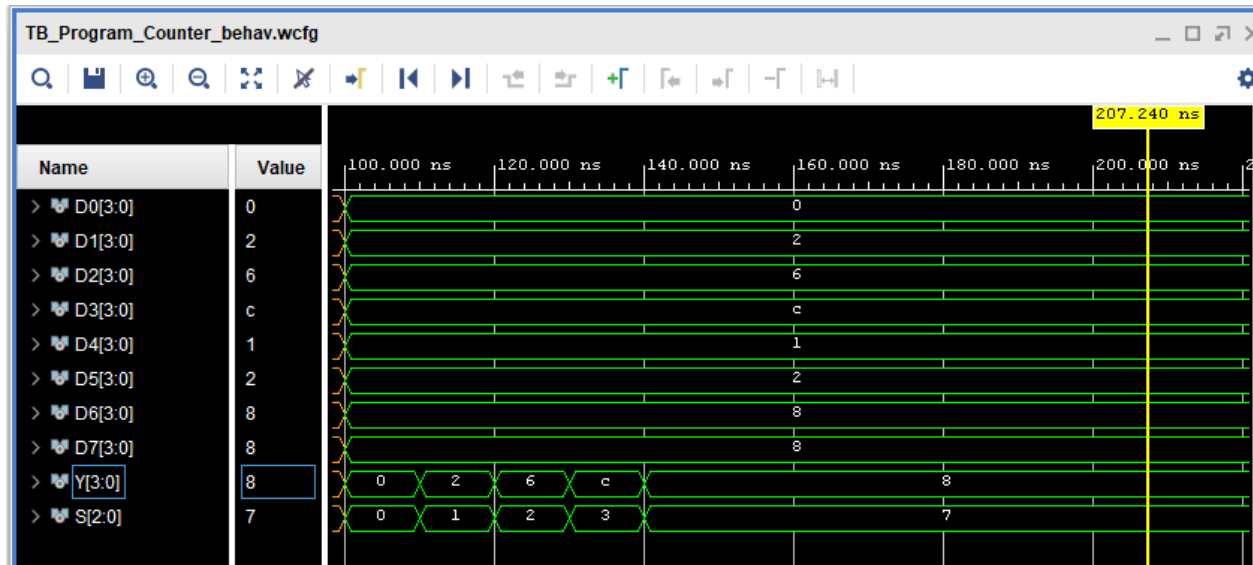 TB_Program_Counter_behav.wcfg
207.240 ns
Name Value 100.000 ns 120.000 ns 140.000 ns 160.000 ns 180.000 ns 200.000 ns 2
D0[3:0] 0 0
D1[3:0] 2 2
D2[3:0] 6 6
D3[3:0] c c
D4[3:0] 1 1
D5[3:0] 2 2
D6[3:0] 8 8
D7[3:0] 8 8
Y[3:0] 8 0 2 6 c 8
S[2:0] 7 0 1 2 3 7